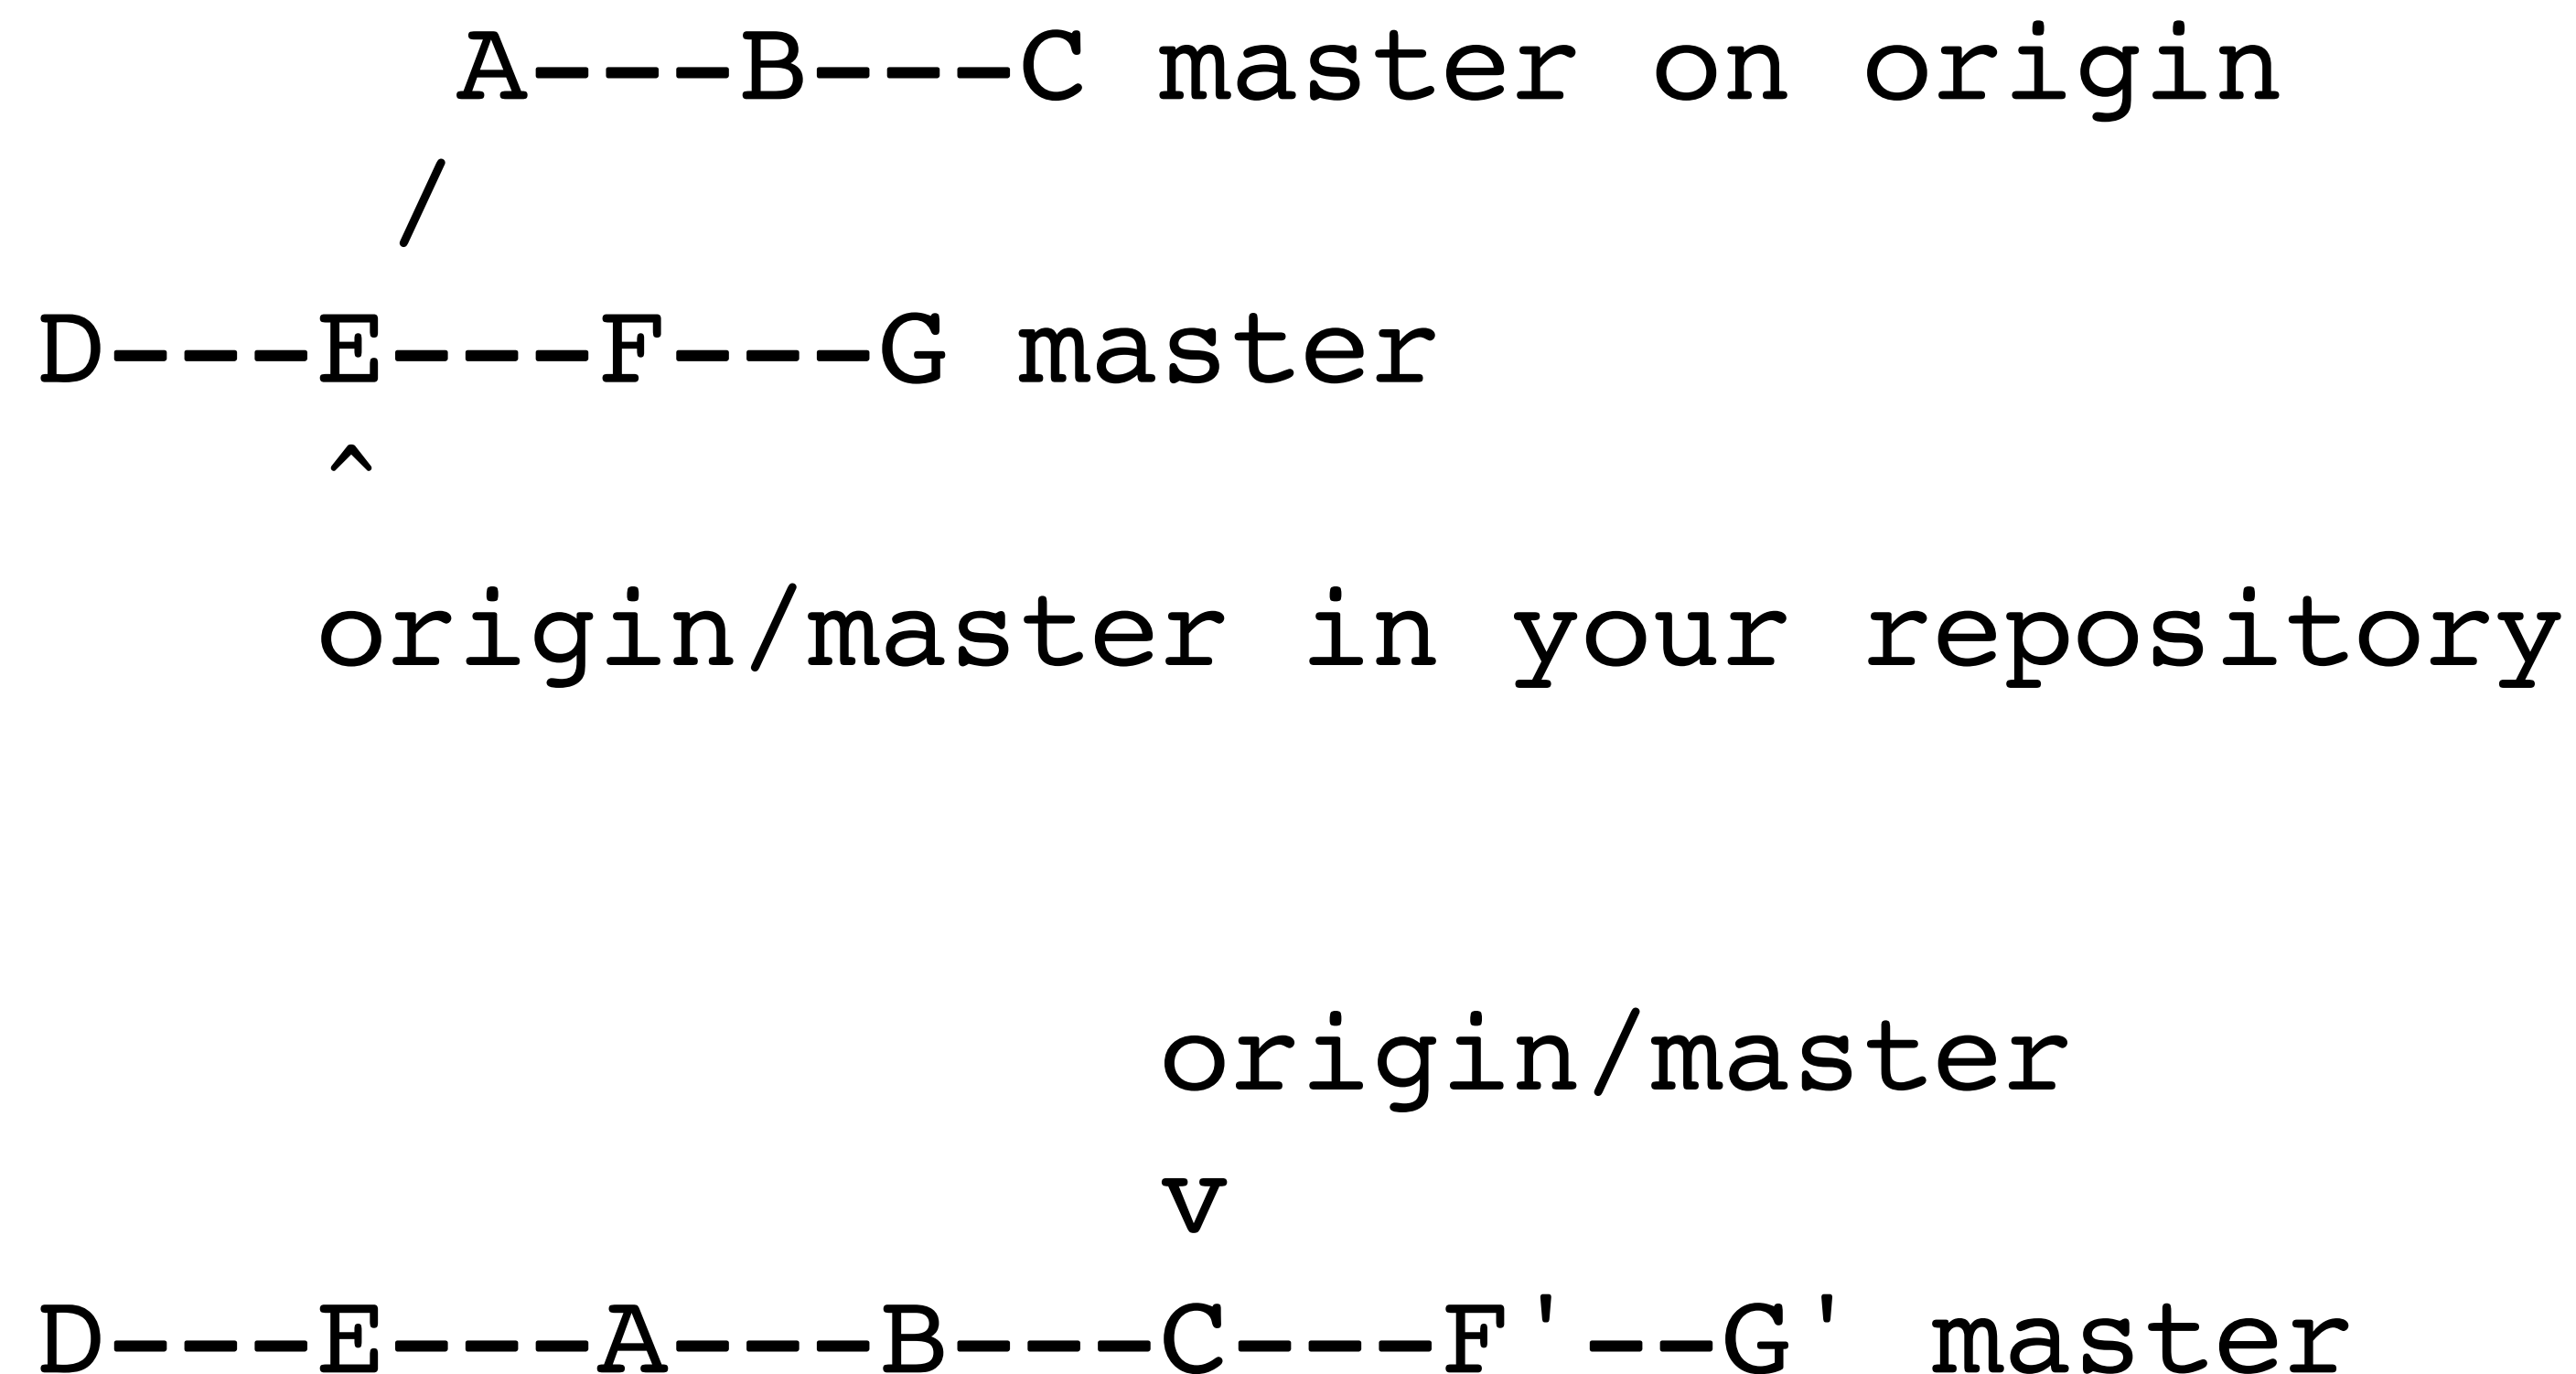 A---B---C master on origin
     /
D---E---F---G master
    ^
    origin/master in your repository

                origin/master
                v
D---E---A---B---C---F'--G' master